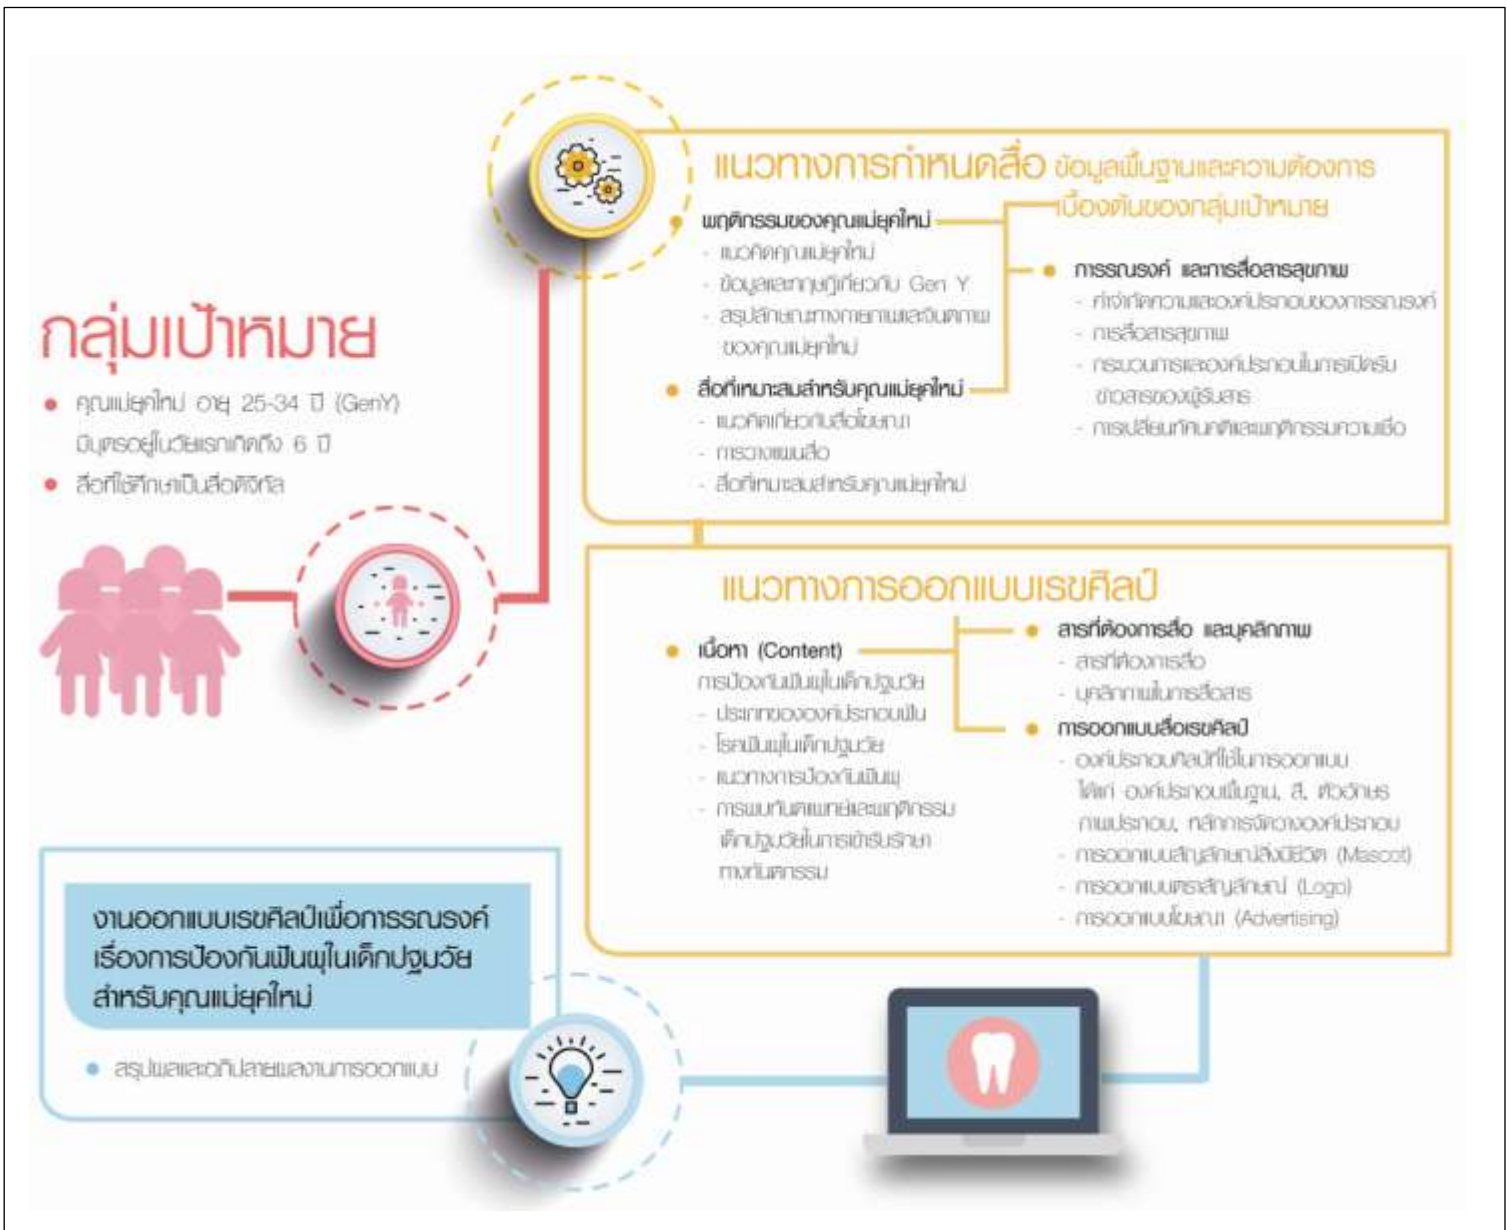 กลุ่มเป้าหมาย
คุณแม่ยุคใหม่ อายุ 25-34 ปี (GenY)
มีบุตรอยู่ในวัยแรกเกิดถึง 6 ปี
สื่อที่ใช้ศึกษาเป็นสื่อดิจิทัล
แนวทางการกำหนดสื่อ ข้อมูลพื้นฐานและความต้องการ
เบื้องต้นของกลุ่มเป้าหมาย
พฤติกรรมของคุณแม่ยุคใหม่
- แนวคิดคุณแม่ยุคใหม่
- ข้อมูลและทฤษฎีเกี่ยวกับ Gen Y
- สรุปลักษณะทางกายภาพและจินตภาพ
ของคุณแม่ยุคใหม่
สื่อที่เหมาะสมสำหรับคุณแม่ยุคใหม่
- แนวคิดเกี่ยวกับสื่อโฆษณา
- การวางแผนสื่อ
- สื่อที่เหมาะสมสำหรับคุณแม่ยุคใหม่
การรณรงค์ และการสื่อสารสุขภาพ
- คำจำกัดความและองค์ประกอบของการรณรงค์
- การสื่อสารสุขภาพ
- กระบวนการและองค์ประกอบในการเปิดรับ
ข่าวสารของผู้รับสาร
- การเปลี่ยนทัศนคติและพฤติกรรมความเชื่อ
แนวทางการออกแบบเรขศิลป์
เนื้อหา (Content)
การป้องกันฟันผุในเด็กปฐมวัย
- ประเภทขององค์ประกอบฟัน
- โรคฟันผุในเด็กปฐมวัย
- แนวทางการป้องกันฟันผุ
- การพบทันตแพทย์และพฤติกรรม
เด็กปฐมวัยในการเข้ารับรักษา
ทางทันตกรรม
สารที่ต้องการสื่อ และบุคลิกภาพ
- สารที่ต้องการสื่อ
- บุคลิกภาพในการสื่อสาร
การออกแบบสื่อเรขศิลป์
- องค์ประกอบศิลป์ที่ใช้ในการออกแบบ
ได้แก่ องค์ประกอบพื้นฐาน, สี, ตัวอักษร
ภาพประกอบ, หลักการจัดวางองค์ประกอบ
- การออกแบบสัญลักษณ์สิ่งมีชีวิต (Mascot)
- การออกแบบตราสัญลักษณ์ (Logo)
- การออกแบบโฆษณา (Advertising)
งานออกแบบเรขศิลป์เพื่อการรณรงค์
เรื่องการป้องกันฟันผุในเด็กปฐมวัย
สำหรับคุณแม่ยุคใหม่
สรุปผลและอภิปลายผลงานการออกแบบ